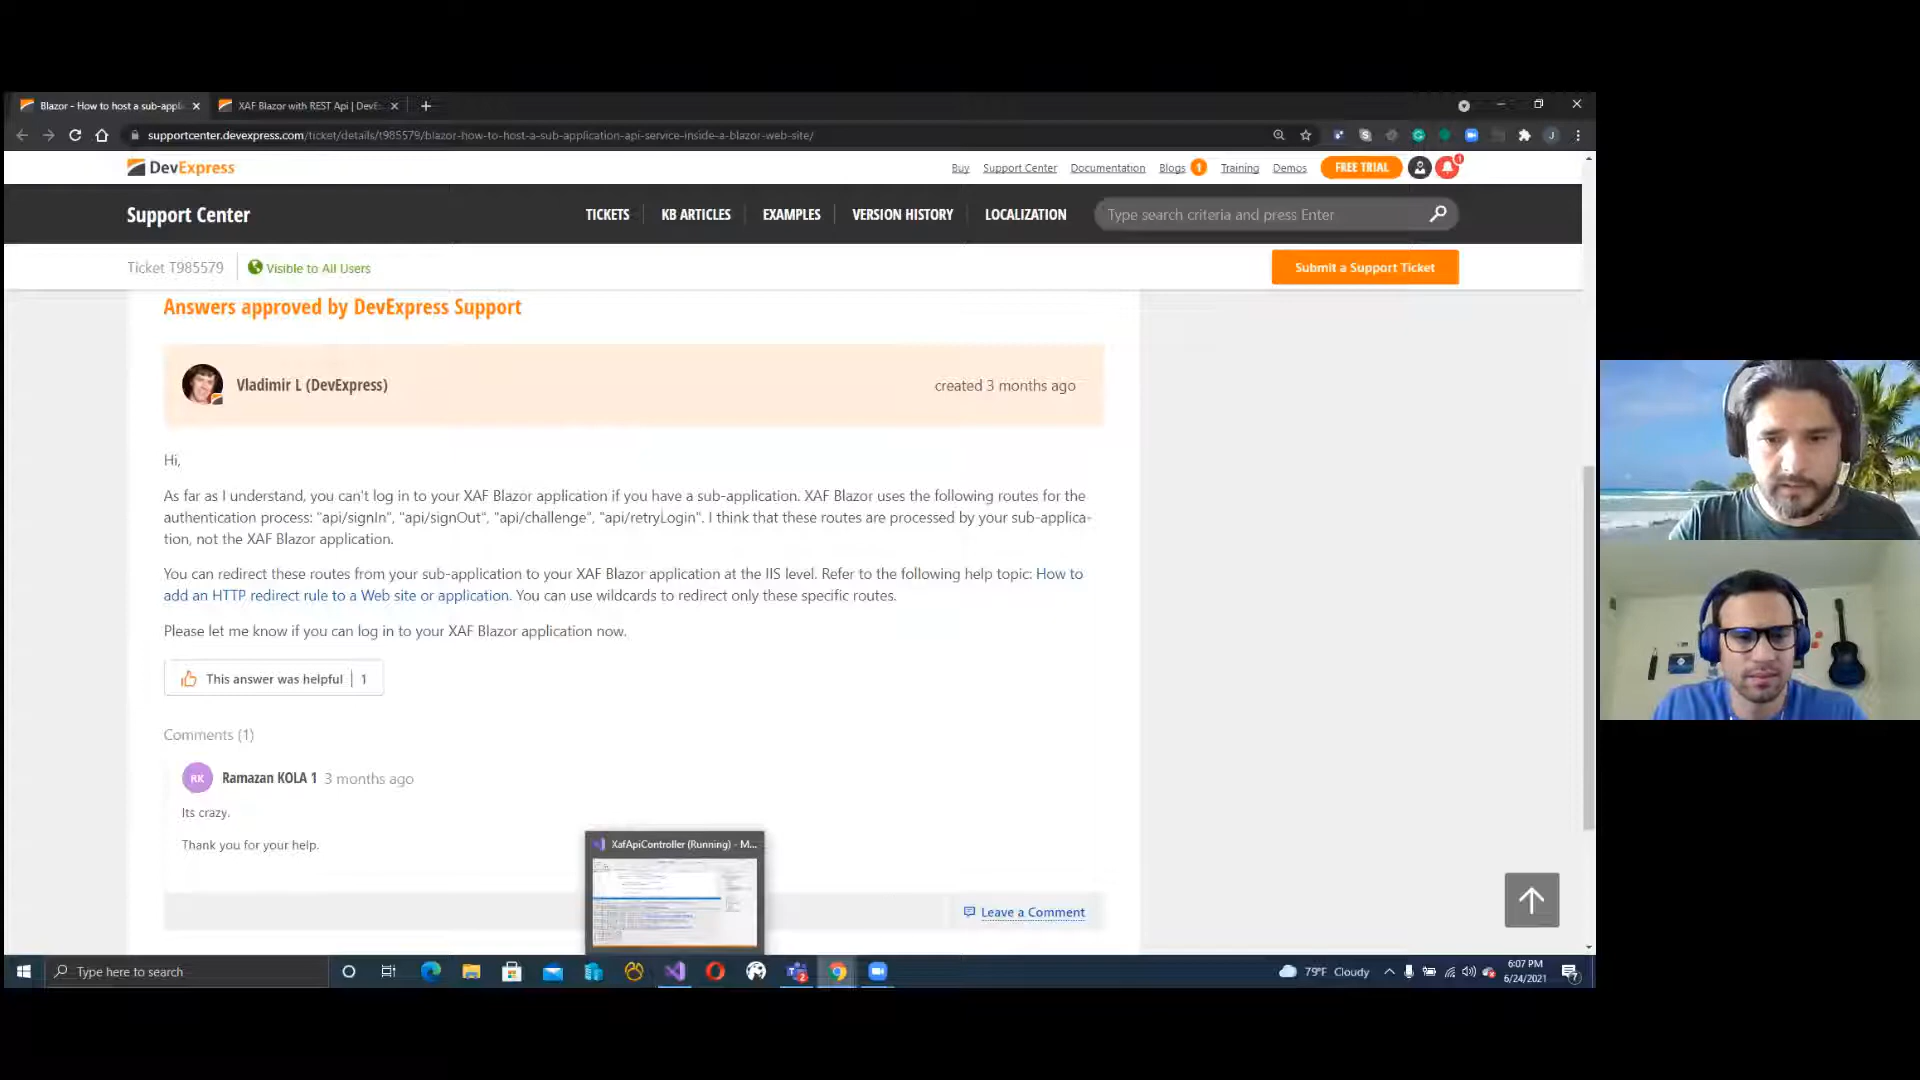 Blazor - How to host a sub-appli
XAF Blazor with REST Api | DevE
supportcenter.devexpress.com/ticket/details/t985579/blazor-how-to-host-a-sub-application-api-service-inside-a-blazor-web-site/
J
DevExpress
Buy
Support Center
Documentation
Blogs 1
Training
Demos
FREE TRIAL
1
Support Center
TICKETS
KB ARTICLES
EXAMPLES
VERSION HISTORY
LOCALIZATION
Type search criteria and press Enter
Ticket T985579
Visible to All Users
Submit a Support Ticket
Answers approved by DevExpress Support
Vladimir L (DevExpress)
created 3 months ago
Hi,
As far as I understand, you can't log in to your XAF Blazor application if you have a sub-application. XAF Blazor uses the following routes for the
authentication process: "api/signIn", "api/signOut", "api/challenge", "api/retryLogin". I think that these routes are processed by your sub-applica-
tion, not the XAF Blazor application.
You can redirect these routes from your sub-application to your XAF Blazor application at the IIS level. Refer to the following help topic: How to
add an HTTP redirect rule to a Web site or application. You can use wildcards to redirect only these specific routes.
Please let me know if you can log in to your XAF Blazor application now.
This answer was helpful | 1
Comments (1)
RK
Ramazan KOLA 1 3 months ago
Its crazy.
Thank you for your help.
XafApiController (Running) - M...
Leave a Comment
Type here to search
79°F Cloudy
6:07 PM
6/24/2021